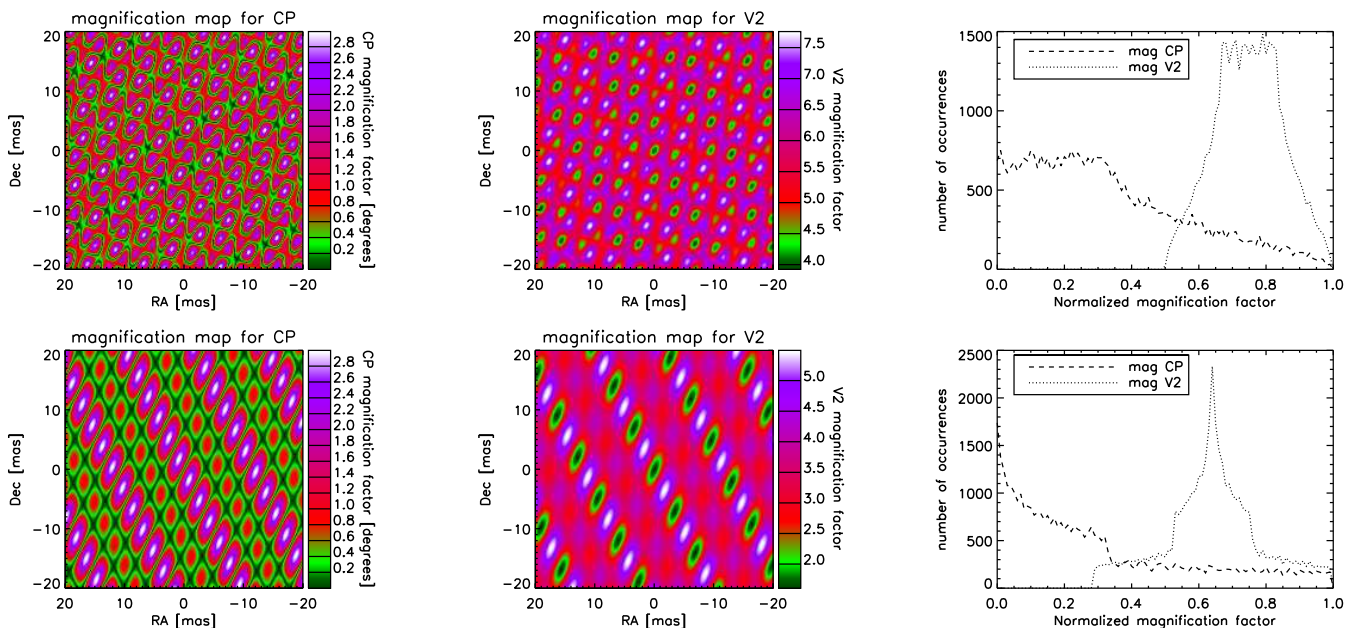 magnification map for CP
20
10
0
−10
−20
Dec [mas]
20 10 0 −10 −20
RA [mas]
2.8
2.6
2.4
2.2
2.0
1.8
1.6
1.4
1.2
1.0
0.8
0.6
0.4
0.2
CP magnification factor [degrees]
magnification map for V2
20
10
0
−10
−20
Dec [mas]
20 10 0 −10 −20
RA [mas]
7.5
7.0
6.5
6.0
5.5
5.0
4.5
4.0
V2 magnification factor
1500
1000
500
0
number of occurrences
mag CP
mag V2
0.0 0.2 0.4 0.6 0.8 1.0
Normalized magnification factor
magnification map for CP
20
10
0
−10
−20
Dec [mas]
20 10 0 −10 −20
RA [mas]
2.8
2.6
2.4
2.2
2.0
1.8
1.6
1.4
1.2
1.0
0.8
0.6
0.4
0.2
CP magnification factor [degrees]
magnification map for V2
20
10
0
−10
−20
Dec [mas]
20 10 0 −10 −20
RA [mas]
5.0
4.5
4.0
3.5
3.0
2.5
2.0
V2 magnification factor
2500
2000
1500
1000
500
0
number of occurrences
mag CP
mag V2
0.0 0.2 0.4 0.6 0.8 1.0
Normalized magnification factor